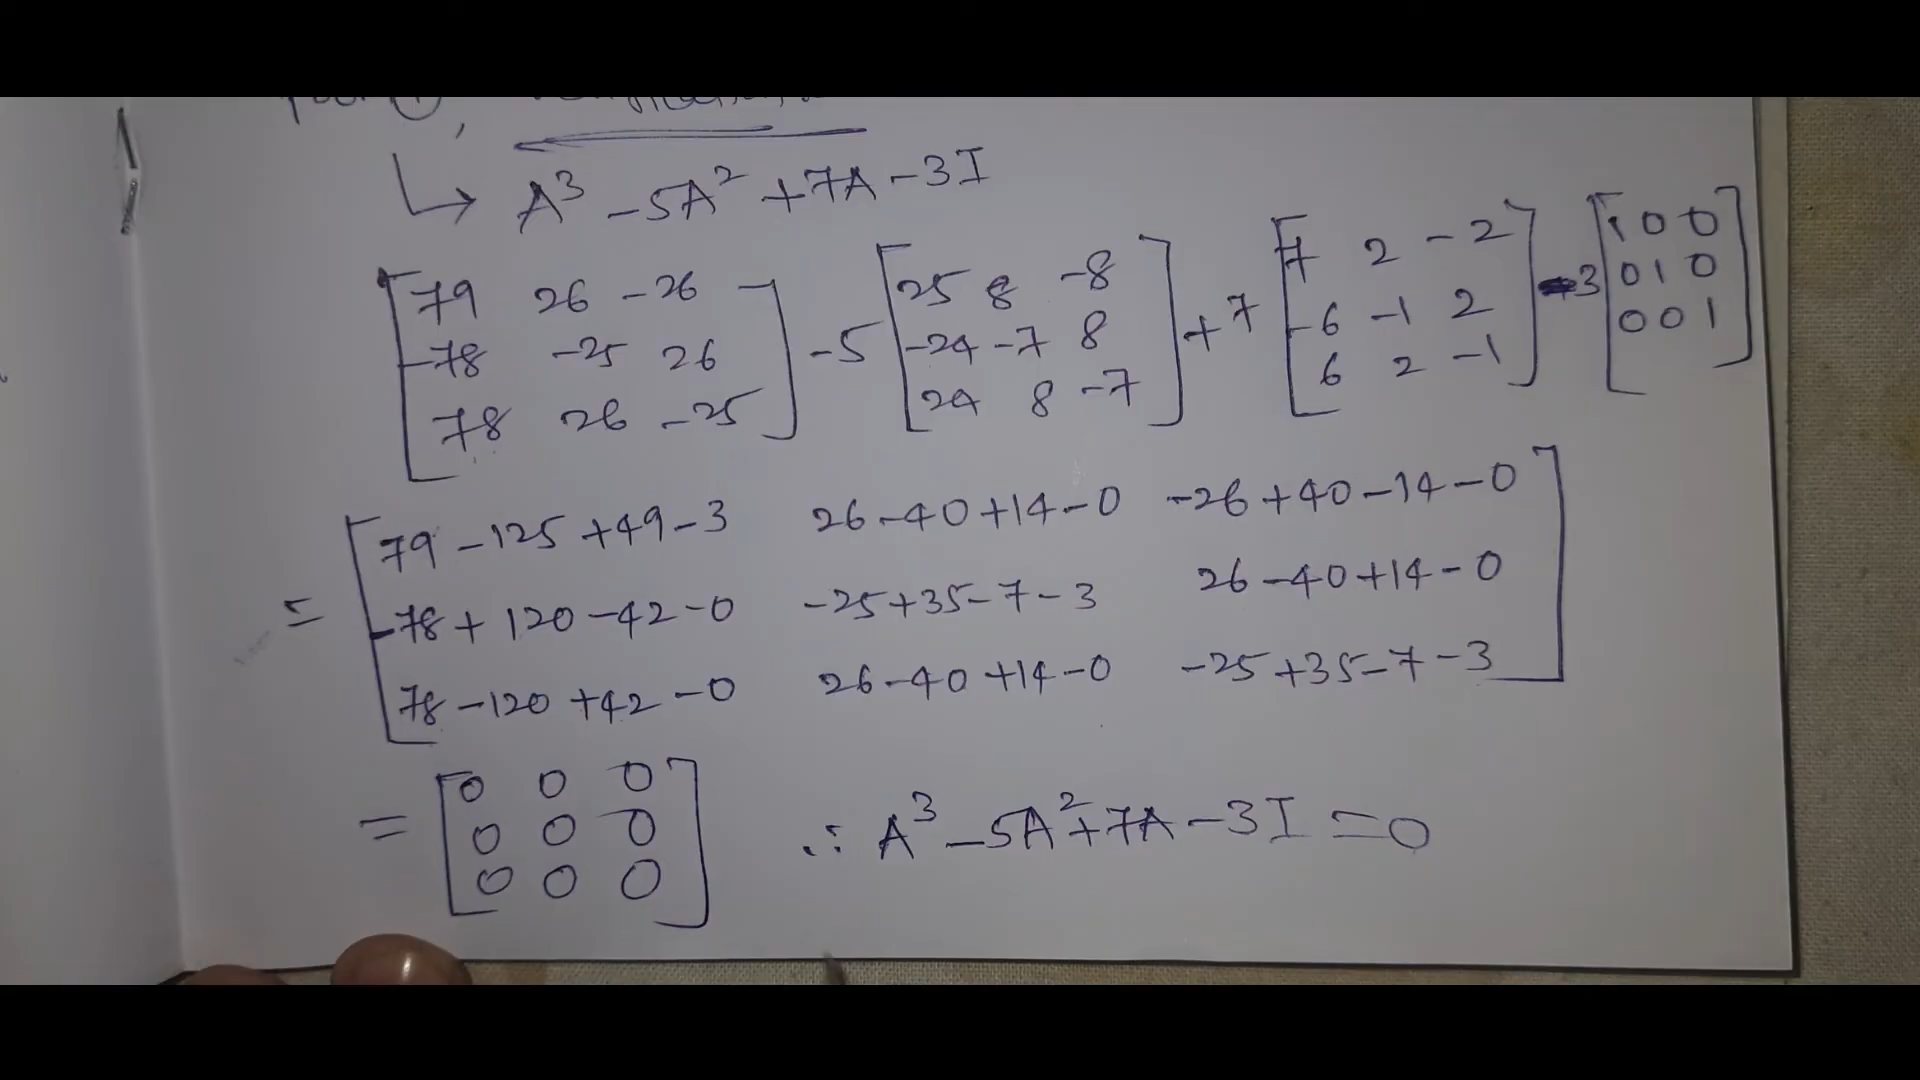 A³ - 5A² + 7A - 3I
[79 26 -26] - 5 [25 8 -8] + 7 [7 2 -2] - 3 [1 0 0]
[-78 -25 26] [-24 -7 8] [-6 -1 2] [0 1 0]
[78 26 -25] [24 8 -7] [6 2 -1] [0 0 1]
= [79-125+49-3 26-40+14-0 -26+40-14-0]
[-78+120-42-0 -25+35-7-3 26-40+14-0]
[78-120+42-0 26-40+14-0 -25+35-7-3]
= [0 0 0]
[0 0 0] ∴ A³ - 5A² + 7A - 3I = 0
[0 0 0]